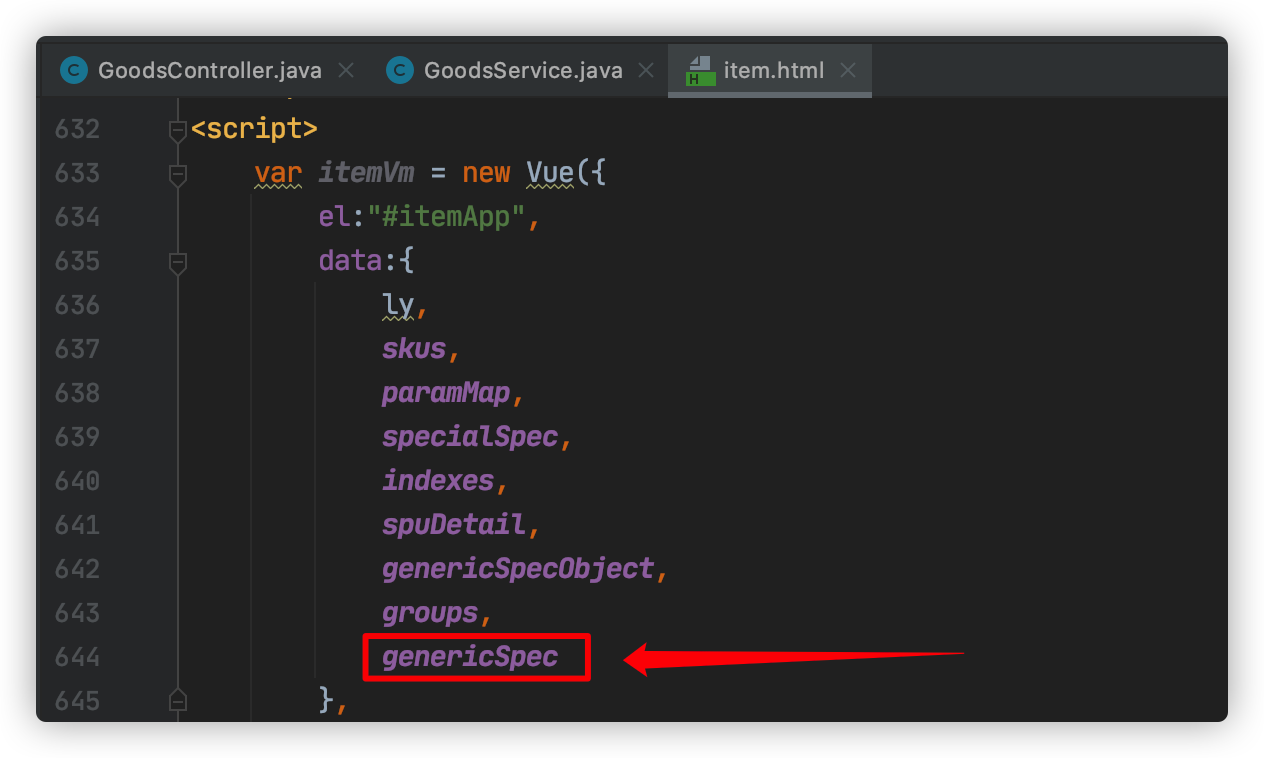 GoodsController.java GoodsService.java item.html
632 <script>
633 var itemVm = new Vue({
634 el:"#itemApp",
635 data:{
636 ly,
637 skus,
638 paramMap,
639 specialSpec,
640 indexes,
641 spuDetail,
642 genericSpecObject,
643 groups,
644 genericSpec
645 },